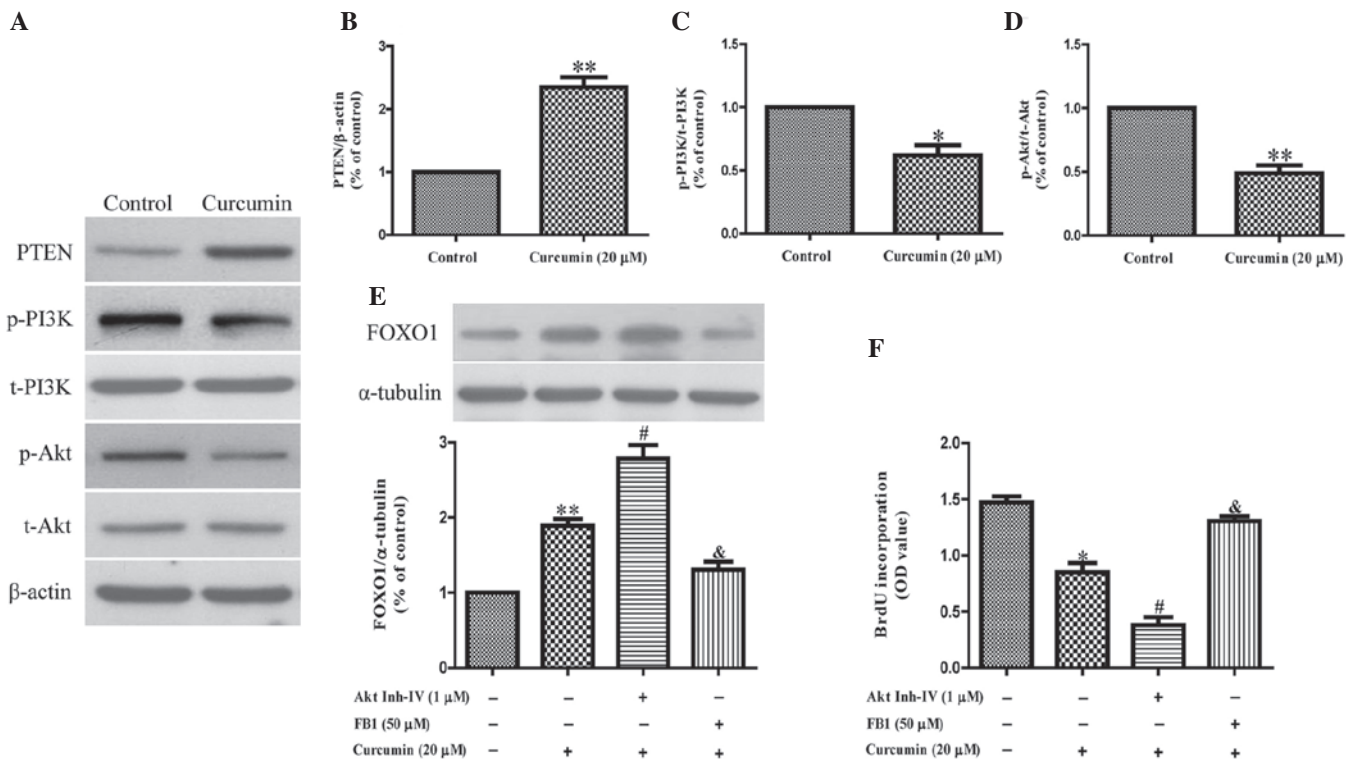 A
Control Curcumin
PTEN
p-PI3K
t-PI3K
p-Akt
t-Akt
β-actin
B
PTEN/β-actin
(% of control)
3
2
1
0
**
Control Curcumin (20 μM)
C
p-PI3K/t-PI3K
(% of control)
1.5
1.0
0.5
0.0
*
Control Curcumin (20 μM)
D
p-Akt/t-Akt
(% of control)
1.5
1.0
0.5
0.0
**
Control Curcumin (20 μM)
E
FOXO1
α-tubulin
FOXO1/α-tubulin
(% of control)
3
2
1
0
**
#
&
Akt Inh-IV (1 μM) – – + –
FB1 (50 μM) – – – +
Curcumin (20 μM) – + + +
F
BrdU incorporation
(OD value)
2.0
1.5
1.0
0.5
0.0
*
#
&
Akt Inh-IV (1 μM) – – + –
FB1 (50 μM) – – – +
Curcumin (20 μM) – + + +